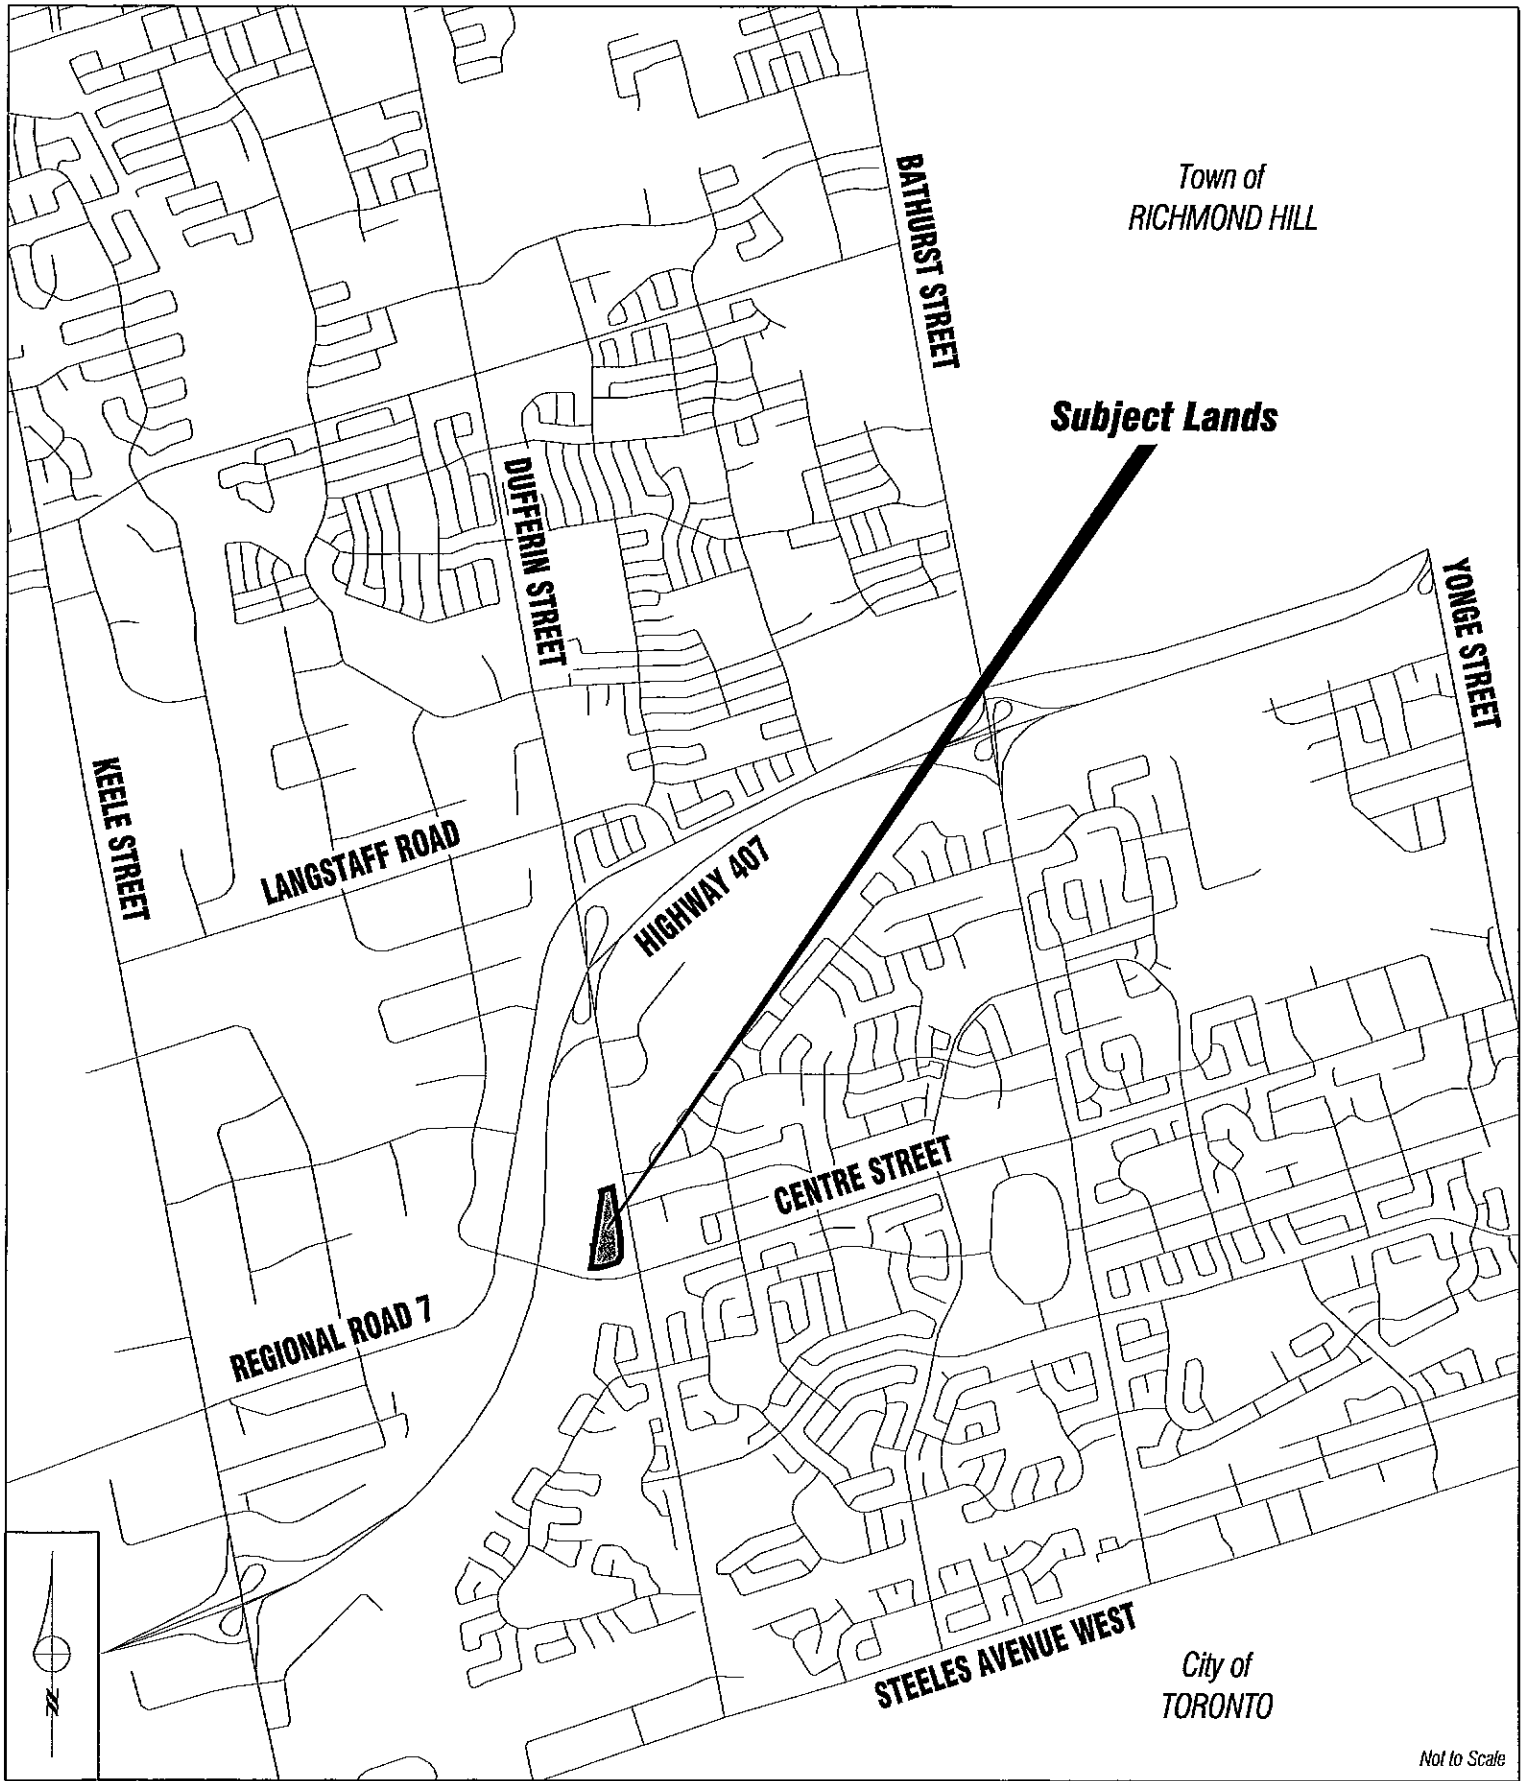 Town of
RICHMOND HILL
BATHURST STREET
Subject Lands
DUFFERIN STREET
YONGE STREET
KEELE STREET
LANGSTAFF ROAD
HIGHWAY 407
CENTRE STREET
REGIONAL ROAD 7
STEELES AVENUE WEST
City of
TORONTO
N
Not to Scale